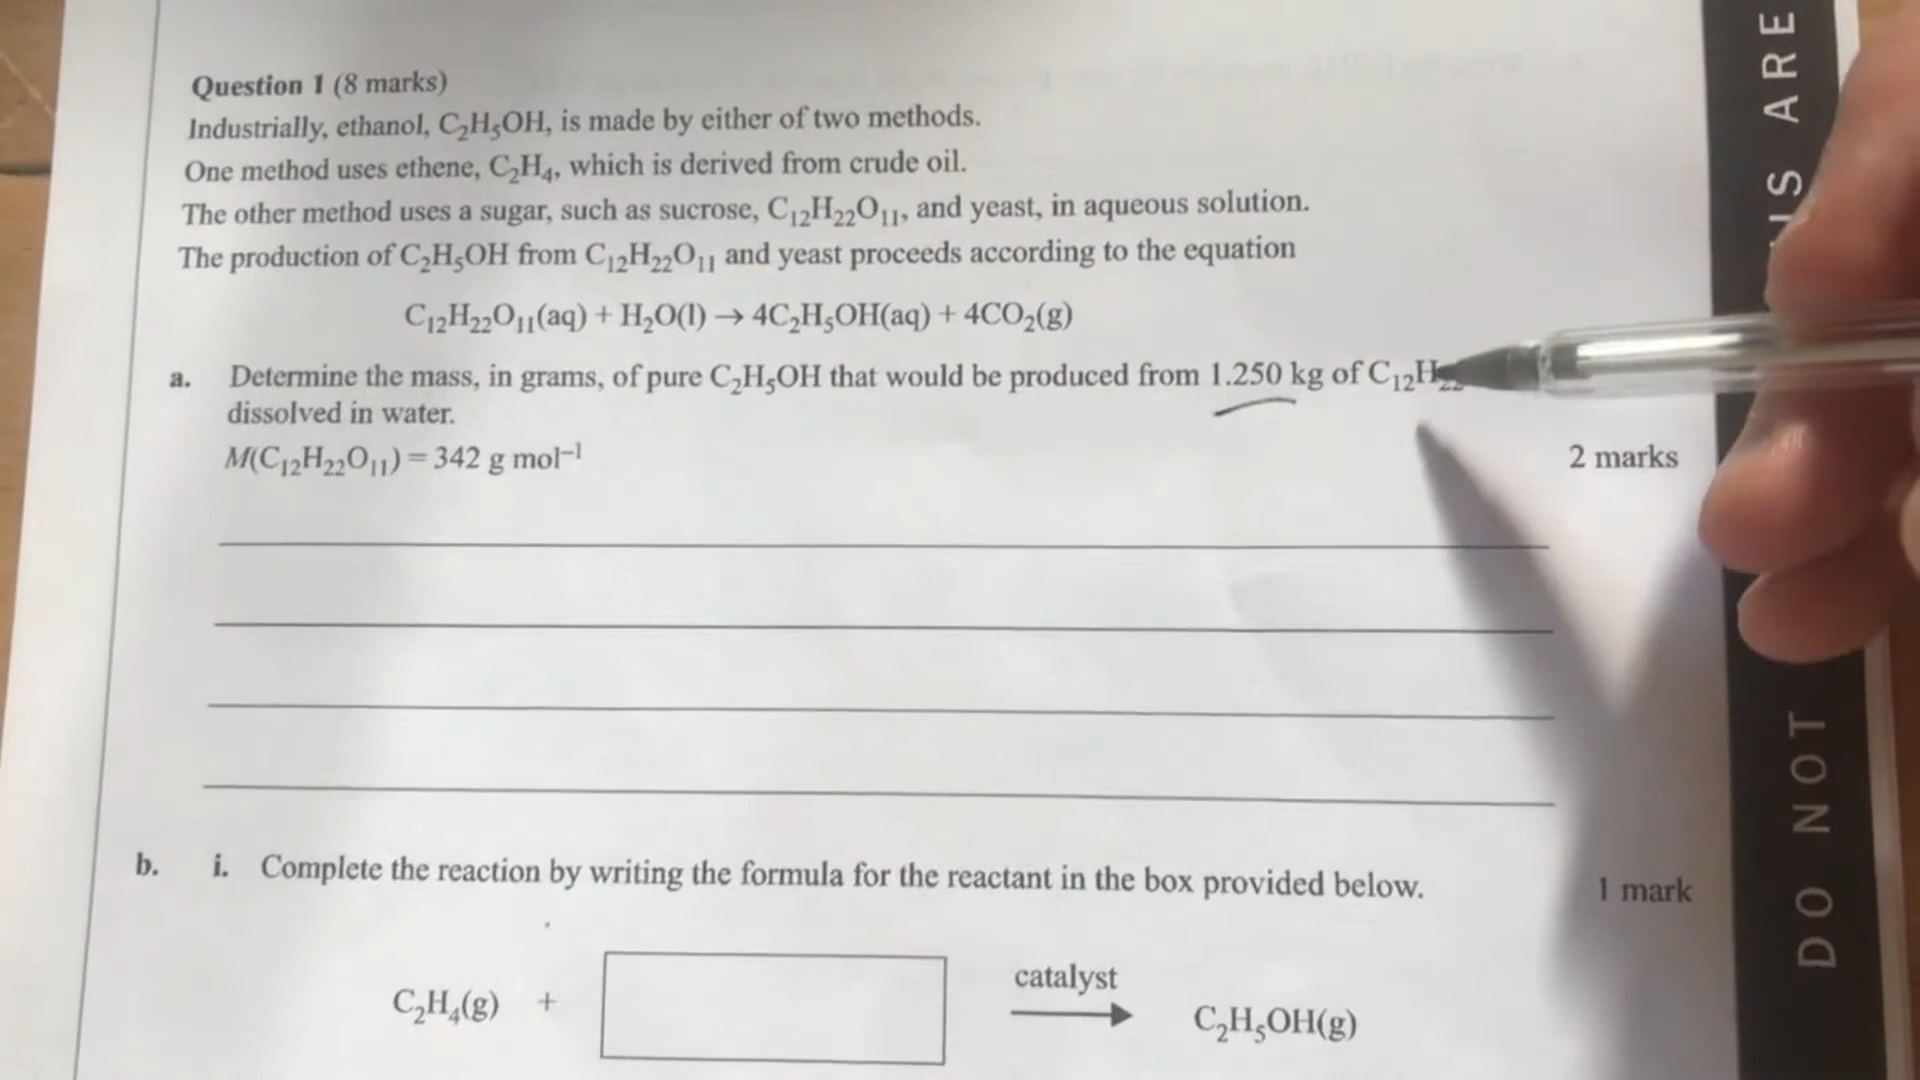 Question 1 (8 marks)
Industrially, ethanol, C₂H₅OH, is made by either of two methods.
One method uses ethene, C₂H₄, which is derived from crude oil.
The other method uses a sugar, such as sucrose, C₁₂H₂₂O₁₁, and yeast, in aqueous solution.
The production of C₂H₅OH from C₁₂H₂₂O₁₁ and yeast proceeds according to the equation
C₁₂H₂₂O₁₁(aq) + H₂O(l) → 4C₂H₅OH(aq) + 4CO₂(g)
a. Determine the mass, in grams, of pure C₂H₅OH that would be produced from 1.250 kg of C₁₂H₂₂
dissolved in water.
M(C₁₂H₂₂O₁₁) = 342 g mol⁻¹
2 marks
b. i. Complete the reaction by writing the formula for the reactant in the box provided below.
1 mark
catalyst
C₂H₄(g) + → C₂H₅OH(g)
DO NOT
IS ARE